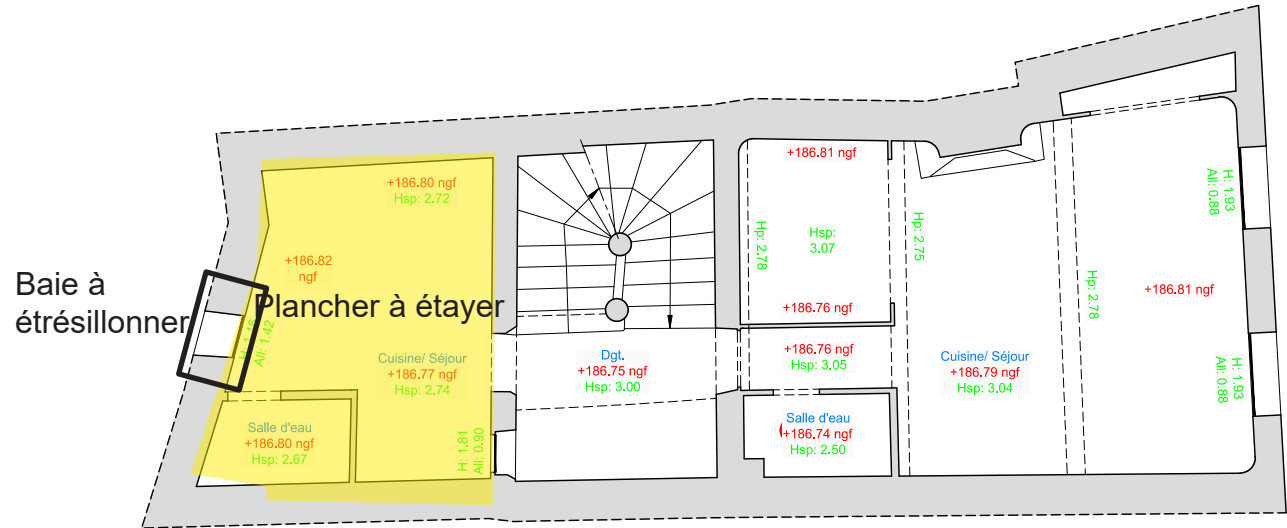 +186.80 ngf
Hsp: 2.72
+186.82
ngf
Baie à
étrésillonner
Plancher à étayer
H: 1.16
All: 1.42
Cuisine/ Séjour
+186.77 ngf
Hsp: 2.74
Salle d'eau
+186.80 ngf
Hsp: 2.67
H: 1.81
All: 0.90
Dgt.
+186.75 ngf
Hsp: 3.00
+186.81 ngf
Hp: 2.78
Hsp:
3.07
+186.76 ngf
+186.76 ngf
Hsp: 3.05
Salle d'eau
+186.74 ngf
Hsp: 2.50
Hp: 2.75
Cuisine/ Séjour
+186.79 ngf
Hsp: 3.04
Hp: 2.78
+186.81 ngf
H: 1.93
All: 0.88
H: 1.93
All: 0.88